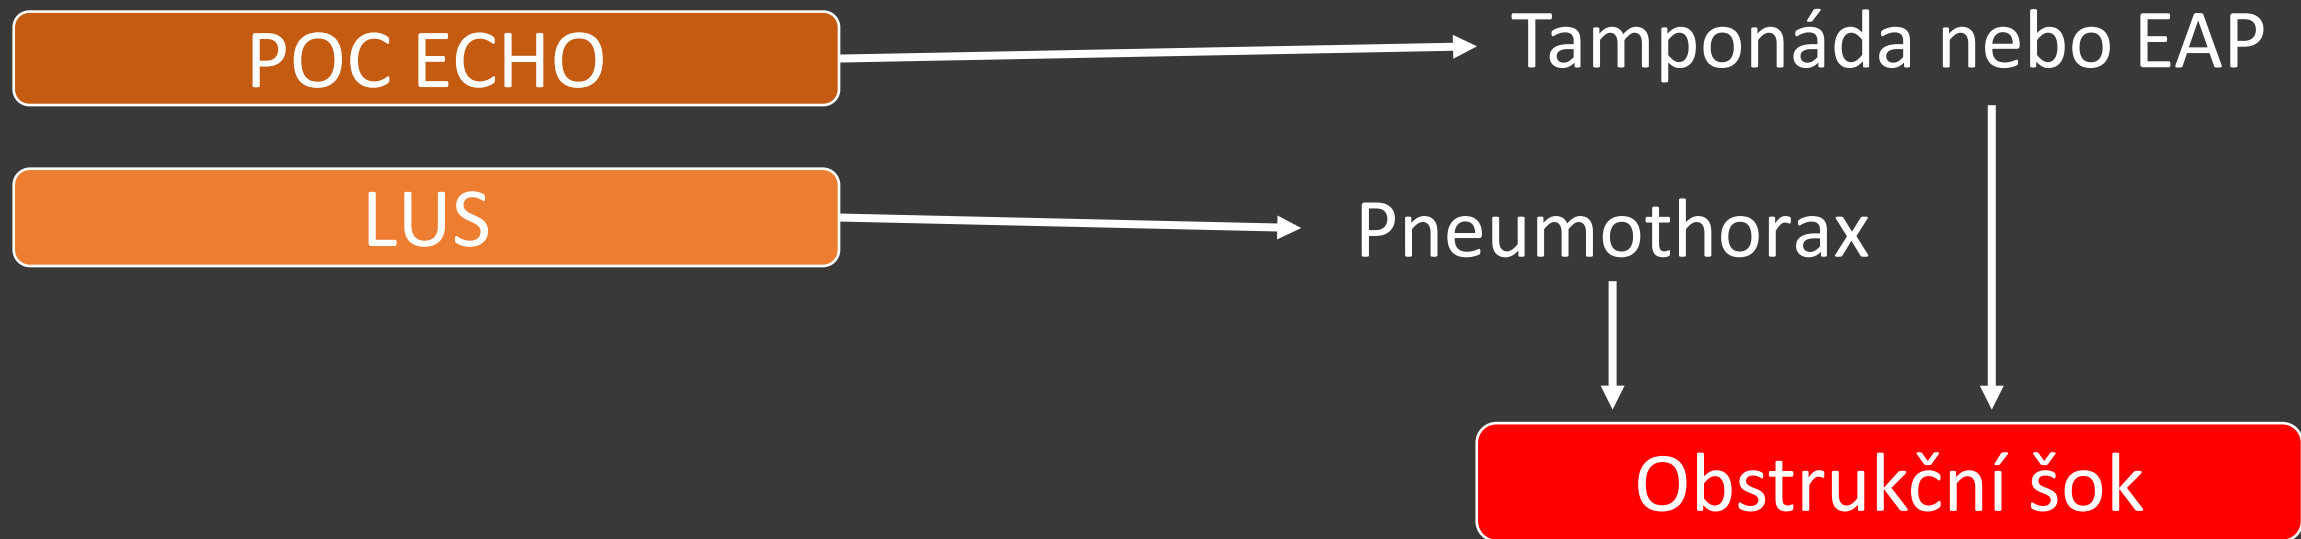 POC ECHO
Tamponáda nebo EAP
LUS
Pneumothorax
Obstrukční šok